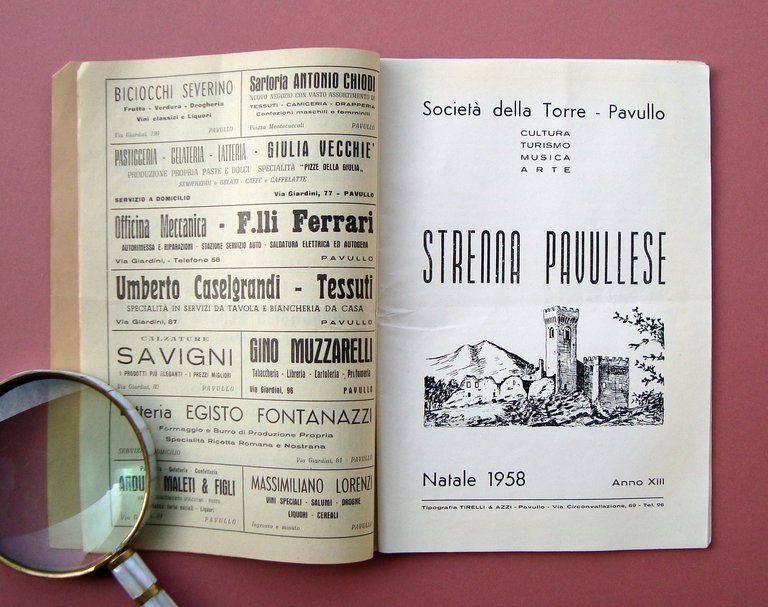 BICIOCCHI SEVERINO
Frutta - Verdura - Drogheria
Vini classici e Liquori
Via Giardini, 199 PAVULLO
Sartoria ANTONIO CHIODI
NUOVO NEGOZIO CON VASTO ASSORTIMENTO DI
TESSUTI - CAMICERIA - DRAPPERIA
Confezioni maschili e femminili
Piazza Montecuccoli PAVULLO
PASTICCERIA - GELATERIA - LATTERIA - GIULIA VECCHIE'
PRODUZIONE PROPRIA PASTE E DOLCI SPECIALITÀ "PIZZE DELLA GIULIA"
SEMIFREDDI e GELATI - CAFFÈ e CAFFELATTE
SERVIZIO A DOMICILIO Via Giardini, 77 - PAVULLO
Officina Meccanica - F.lli Ferrari
AUTORIMESSA E RIPARAZIONI - STAZIONE SERVIZIO AUTO - SALDATURA ELETTRICA ED AUTOGENA
Via Giardini, - Telefono 58 PAVULLO
Umberto Caselgrandi - Tessuti
SPECIALITÀ IN SERVIZI DA TAVOLA E BIANCHERIA DA CASA
Via Giardini, 87 PAVULLO
CALZATURE
SAVIGNI
I PRODOTTI PIÙ ELEGANTI - I PREZZI MIGLIORI
Via Giardini, PAVULLO
GINO MUZZARELLI
Tabaccheria - Libreria - Cartoleria - Profumeria
Via Giardini, 96 PAVULLO
EGISTO FONTANAZZI
Formaggio e Burro di Produzione Propria
Specialità Ricotta Romana e Nostrana
DOMICILIO Via Giardini, 81 - PAVULLO
Gelateria - Confetteria
MALETI & FIGLI
PAVULLO
MASSIMILIANO LORENZI
VINI SPECIALI - SALUMI - DROGHE
LIQUORI - CEREALI
Ingrosso e minuto PAVULLO
Società della Torre - Pavullo
CULTURA
TURISMO
MUSICA
ARTE
STRENNA PAVULLESE
Natale 1958 Anno XIII
Tipografia TIRELLI & AZZI - Pavullo - Via Circonvallazione, 69 - Tel. 96